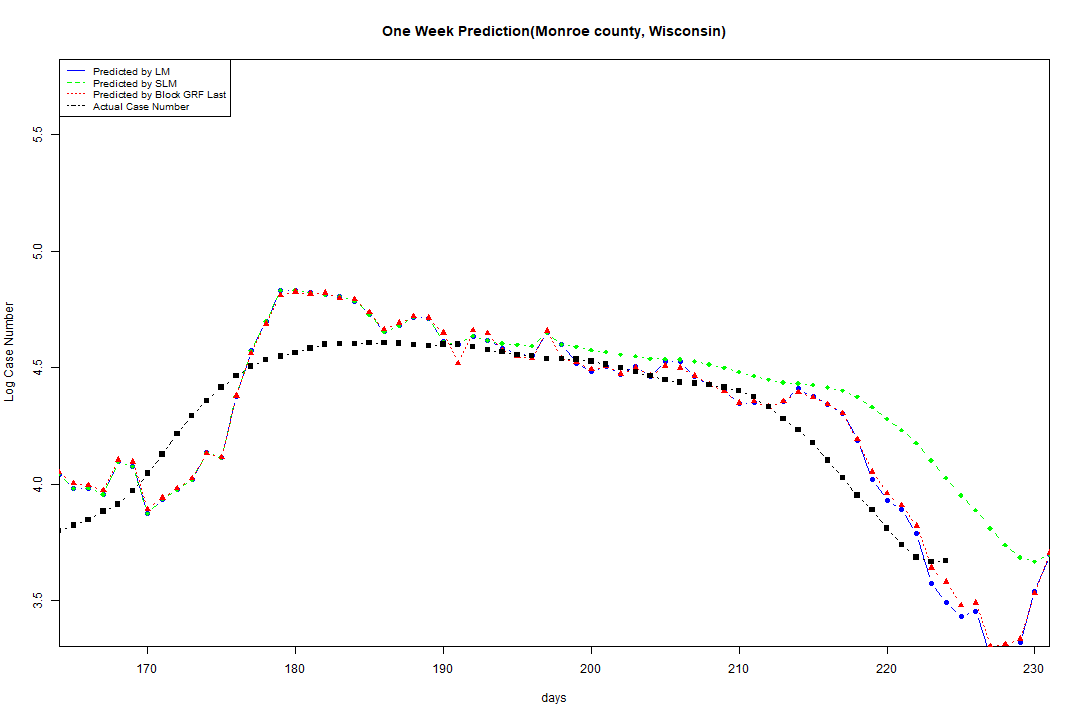 One Week Prediction(Monroe county, Wisconsin)
Predicted by LM
Predicted by SLM
Predicted by Block GRF Last
Actual Case Number
5.5
5.0
4.5
4.0
3.5
Log Case Number
170 180 190 200 210 220 230
days